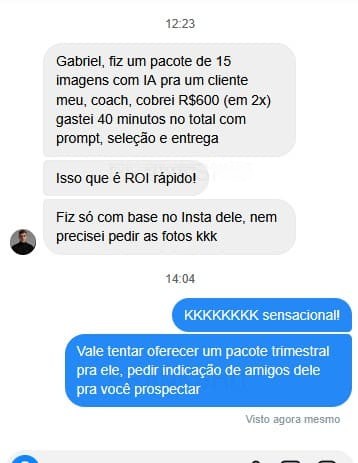 12:23
Gabriel, fiz um pacote de 15
imagens com IA pra um cliente
meu, coach, cobrei R$600 (em 2x)
gastei 40 minutos no total com
prompt, seleção e entrega
Isso que é ROI rápido!
Fiz só com base no Insta dele, nem
precisei pedir as fotos kkk
14:04
KKKKKKKK sensacional!
Vale tentar oferecer um pacote trimestral
pra ele, pedir indicação de amigos dele
pra você prospectar
Visto agora mesmo